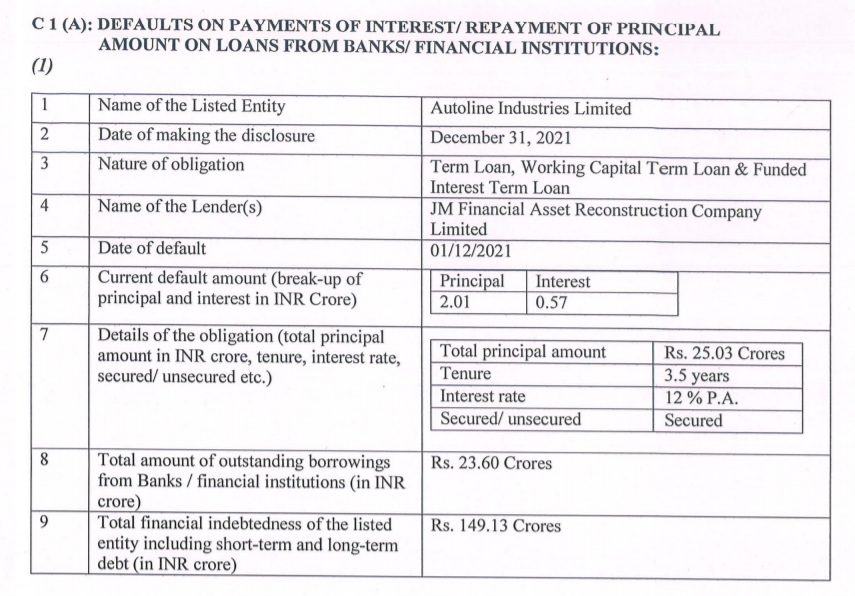 C 1 (A): DEFAULTS ON PAYMENTS OF INTEREST/ REPAYMENT OF PRINCIPAL
AMOUNT ON LOANS FROM BANKS/ FINANCIAL INSTITUTIONS:
(1)
1 Name of the Listed Entity Autoline Industries Limited
2 Date of making the disclosure December 31, 2021
3 Nature of obligation Term Loan, Working Capital Term Loan & Funded
Interest Term Loan
4 Name of the Lender(s) JM Financial Asset Reconstruction Company
Limited
5 Date of default 01/12/2021
6 Current default amount (break-up of Principal Interest
principal and interest in INR Crore) 2.01 0.57
7 Details of the obligation (total principal
amount in INR crore, tenure, interest rate, Total principal amount Rs. 25.03 Crores
secured/ unsecured etc.) Tenure 3.5 years
Interest rate 12 % P.A.
Secured/ unsecured Secured
8 Total amount of outstanding borrowings Rs. 23.60 Crores
from Banks / financial institutions (in INR
crore)
9 Total financial indebtedness of the listed Rs. 149.13 Crores
entity including short-term and long-term
debt (in INR crore)